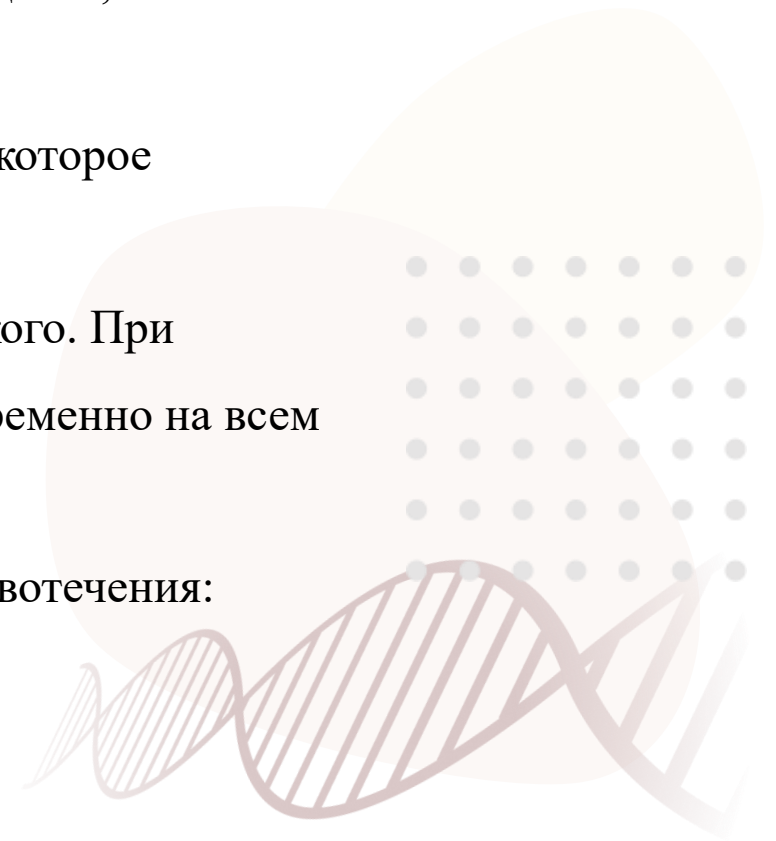 которое
ого. При
ременно на всем
вотечения: